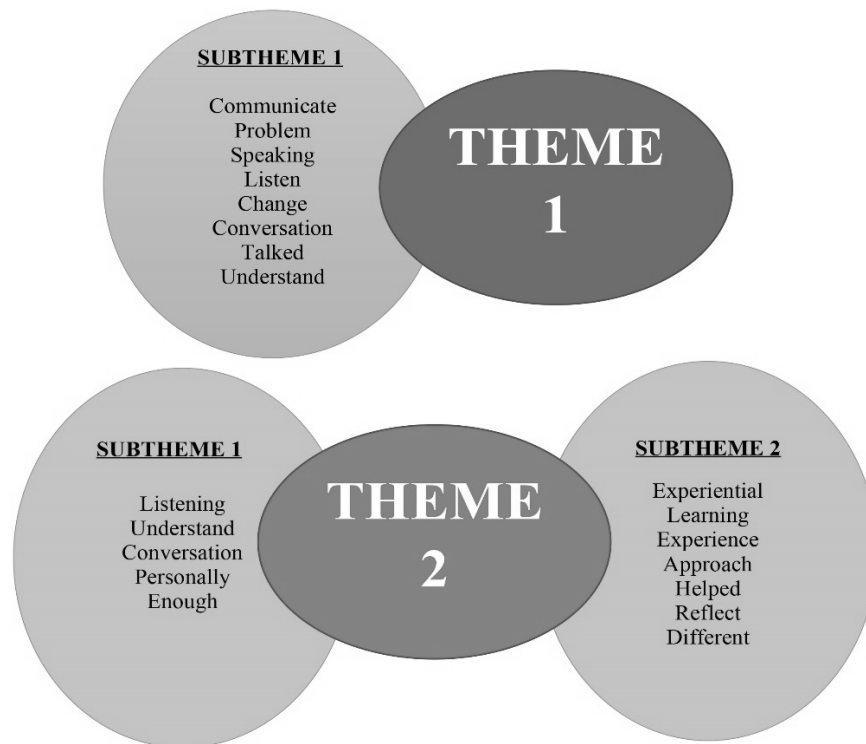 SUBTHEME 1
Communicate
Problem
Speaking
Listen
Change
Conversation
Talked
Understand
THEME
1
SUBTHEME 1
Listening
Understand
Conversation
Personally
Enough
THEME
2
SUBTHEME 2
Experiential
Learning
Experience
Approach
Helped
Reflect
Different